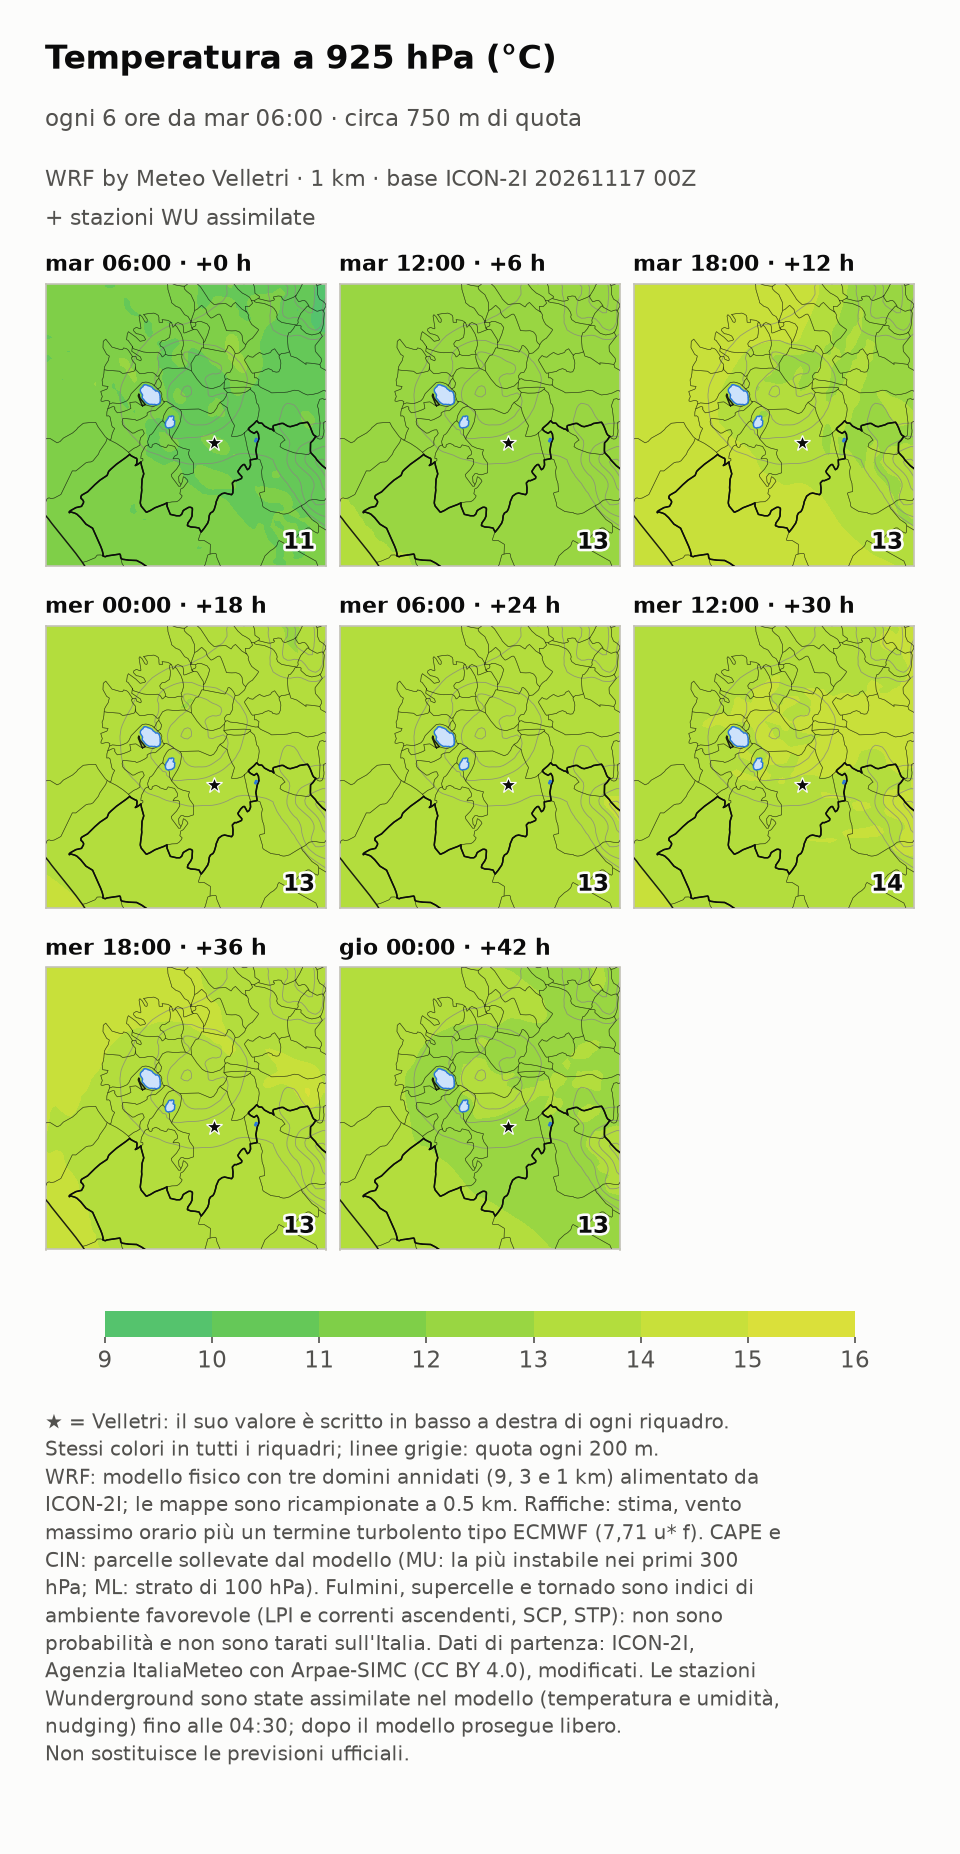 Temperatura a 925 hPa (°C)
ogni 6 ore da mar 06:00 · circa 750 m di quota
WRF by Meteo Velletri · 1 km · base ICON-2I 20261117 00Z
+ stazioni WU assimilate
mar 06:00 · +0 h
mar 12:00 · +6 h
mar 18:00 · +12 h
11
13
13
mer 00:00 · +18 h
mer 06:00 · +24 h
mer 12:00 · +30 h
13
13
14
mer 18:00 · +36 h
gio 00:00 · +42 h
13
13
9 10 11 12 13 14 15 16
★ = Velletri: il suo valore è scritto in basso a destra di ogni riquadro.
Stessi colori in tutti i riquadri; linee grigie: quota ogni 200 m.
WRF: modello fisico con tre domini annidati (9, 3 e 1 km) alimentato da
ICON-2I; le mappe sono ricampionate a 0.5 km. Raffiche: stima, vento
massimo orario più un termine turbolento tipo ECMWF (7,71 u* f). CAPE e
CIN: parcelle sollevate dal modello (MU: la più instabile nei primi 300
hPa; ML: strato di 100 hPa). Fulmini, supercelle e tornado sono indici di
ambiente favorevole (LPI e correnti ascendenti, SCP, STP): non sono
probabilità e non sono tarati sull'Italia. Dati di partenza: ICON-2I,
Agenzia ItaliaMeteo con Arpae-SIMC (CC BY 4.0), modificati. Le stazioni
Wunderground sono state assimilate nel modello (temperatura e umidità,
nudging) fino alle 04:30; dopo il modello prosegue libero.
Non sostituisce le previsioni ufficiali.